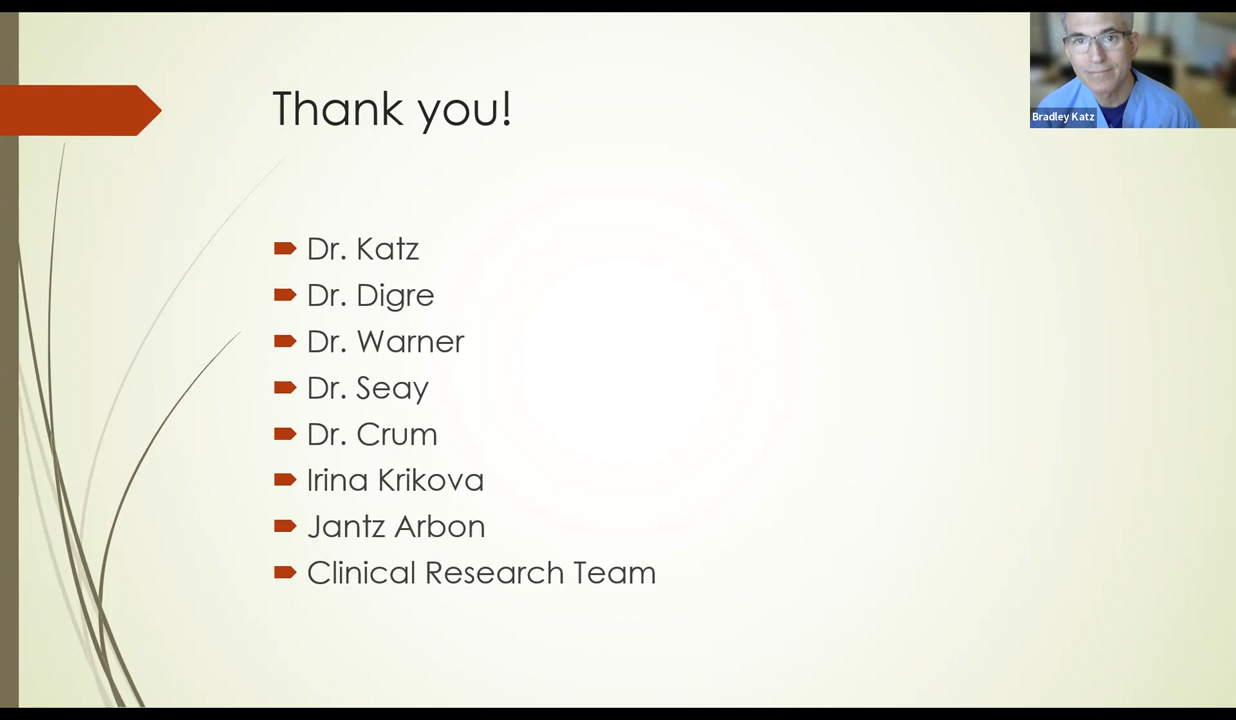 Thank you!
Bradley Katz
Dr. Katz
Dr. Digre
Dr. Warner
Dr. Seay
Dr. Crum
Irina Krikova
Jantz Arbon
Clinical Research Team